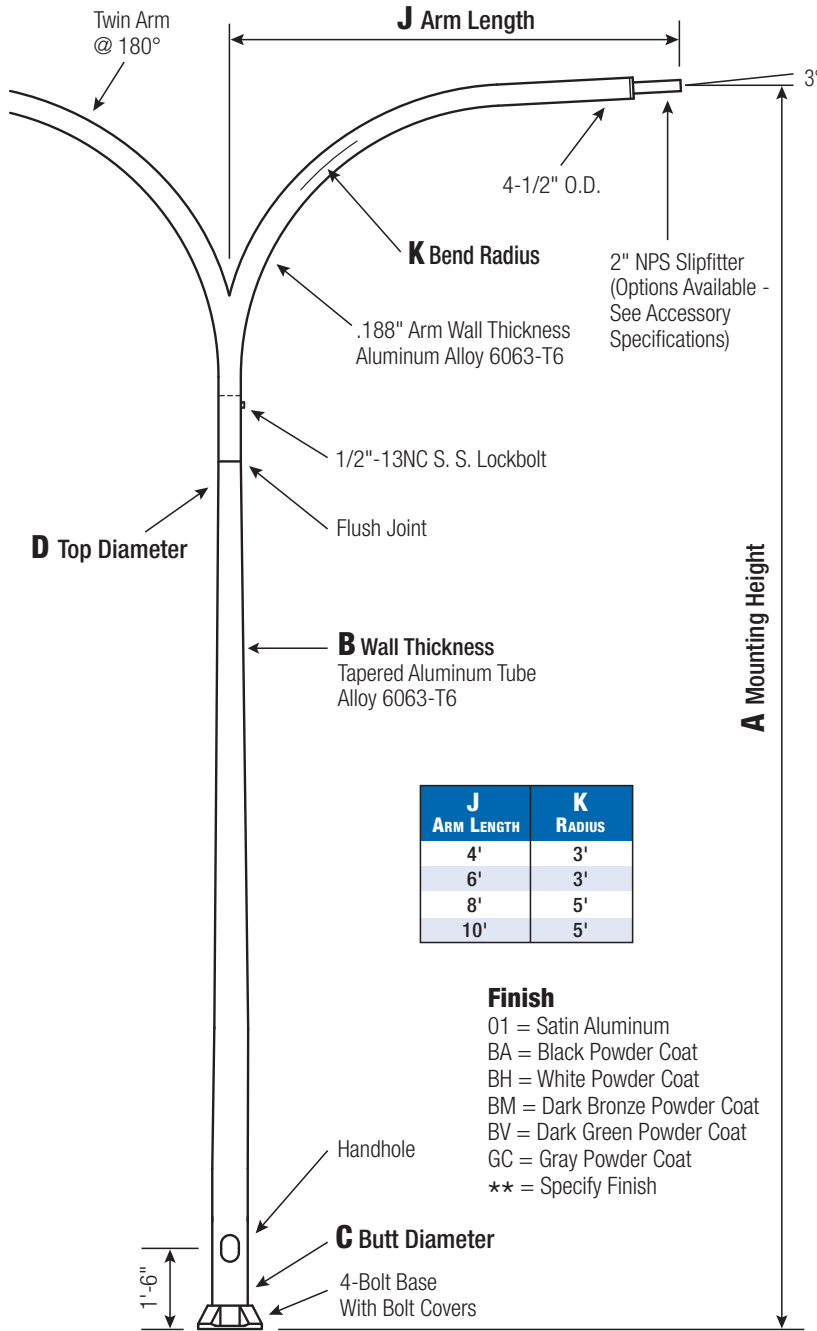 Twin Arm
@ 180°
J Arm Length
3°
4-1/2" O.D.
K Bend Radius
2" NPS Slipfitter
(Options Available -
See Accessory
Specifications)
.188" Arm Wall Thickness
Aluminum Alloy 6063-T6
1/2"-13NC S. S. Lockbolt
Flush Joint
D Top Diameter
A Mounting Height
B Wall Thickness
Tapered Aluminum Tube
Alloy 6063-T6
J K
ARM LENGTH RADIUS
4' 3'
6' 3'
8' 5'
10' 5'
Finish
01 = Satin Aluminum
BA = Black Powder Coat
BH = White Powder Coat
BM = Dark Bronze Powder Coat
BV = Dark Green Powder Coat
GC = Gray Powder Coat
** = Specify Finish
Handhole
C Butt Diameter
1'-6"
4-Bolt Base
With Bolt Covers